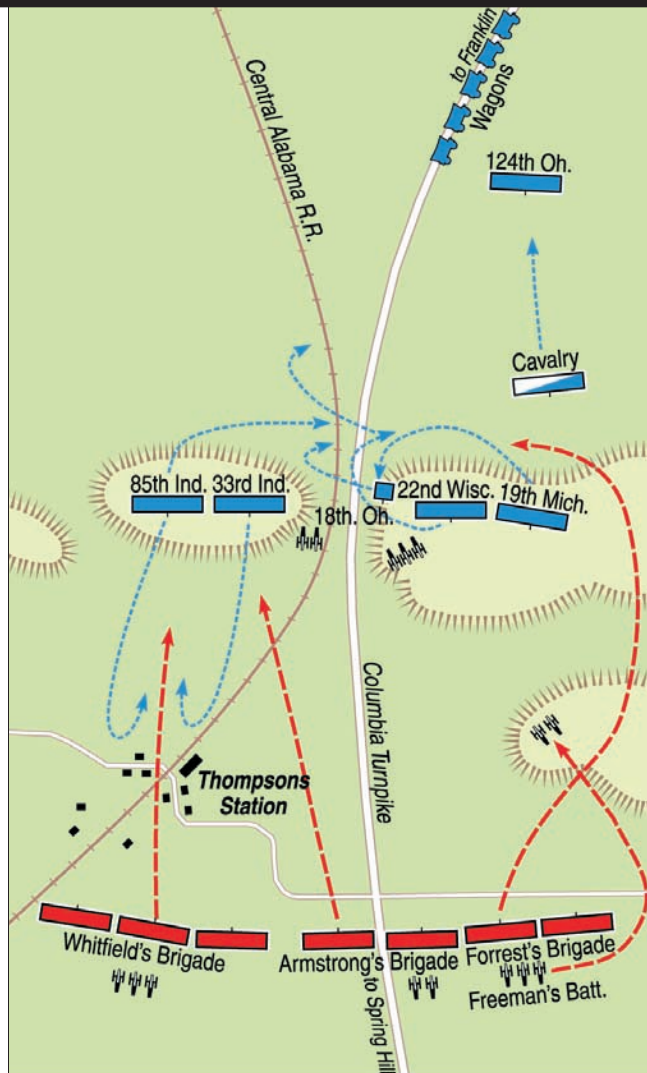 to Franklin
Wagons
Central Alabama R.R.
124th Oh.
Cavalry
85th Ind.
33rd Ind.
22nd Wisc.
19th Mich.
18th. Oh.
Columbia Turnpike
Thompsons
Station
Whitfield's Brigade
Armstrong's Brigade
Forrest's Brigade
Freeman's Batt.
to Spring Hill